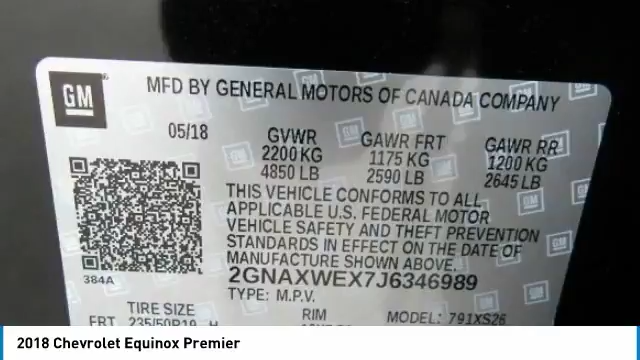 GM
MFD BY GENERAL MOTORS OF CANADA COMPANY
05/18
GVWR GAWR FRT GAWR RR
2200 KG 1175 KG 1200 KG
4850 LB 2590 LB 2645 LB
THIS VEHICLE CONFORMS TO ALL
APPLICABLE U.S. FEDERAL MOTOR
VEHICLE SAFETY AND THEFT PREVENTION
STANDARDS IN EFFECT ON THE DATE OF
MANUFACTURE SHOWN ABOVE.
384A
2GNAXWEX7J6346989
TYPE: M.P.V.
TIRE SIZE RIM MODEL: 791XS26
FRT 235/50R19 H
2018 Chevrolet Equinox Premier